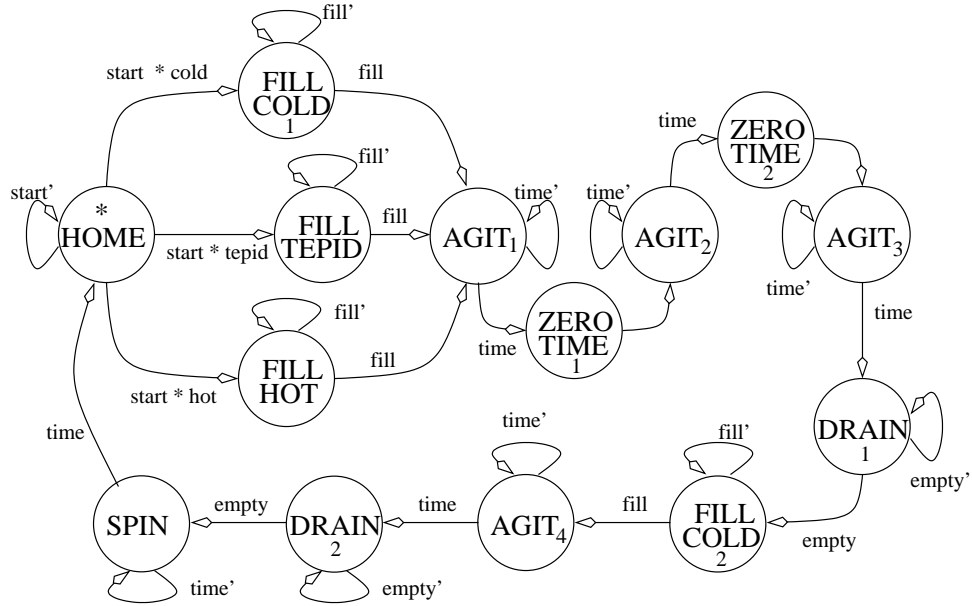 fill’
start * cold
FILL
COLD
1
fill
time
ZERO
TIME
2
fill’
start’
*
HOME
start * tepid
FILL
TEPID
fill
AGIT1
time’
time’
AGIT2
AGIT3
time’
fill’
start * hot
FILL
HOT
fill
time
ZERO
TIME
1
time
time
time’
fill’
DRAIN
1
empty’
SPIN
time’
empty
DRAIN
2
empty’
time
AGIT4
fill
FILL
COLD
2
empty